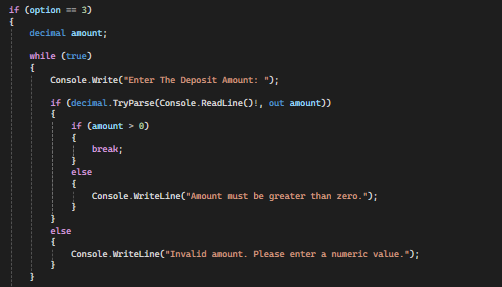 if (option == 3)
{
decimal amount;
while (true)
{
Console.Write("Enter The Deposit Amount: ");
if (decimal.TryParse(Console.ReadLine()!, out amount))
{
if (amount > 0)
{
break;
}
else
{
Console.WriteLine("Amount must be greater than zero.");
}
}
else
{
Console.WriteLine("Invalid amount. Please enter a numeric value.");
}
}